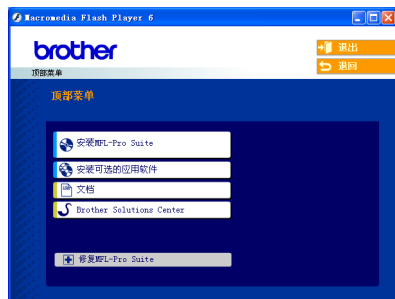 Macromedia Flash Player 6
brother
退出
退回
顶部菜单
顶部菜单
安装MFL-Pro Suite
安装可选的应用软件
文档
Brother Solutions Center
修复MFL-Pro Suite